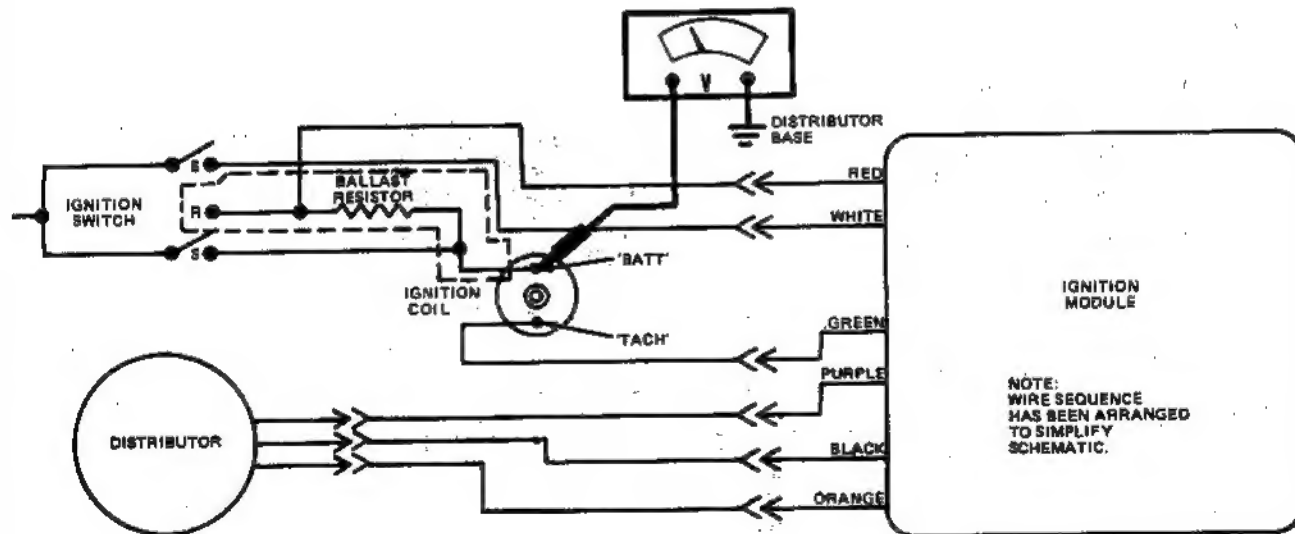 V
DISTRIBUTOR
BASE
IGNITION
SWITCH
S
R
S
BALLAST
RESISTOR
RED
WHITE
'BATT'
IGNITION
COIL
'TACH'
IGNITION
MODULE
GREEN
PURPLE
BLACK
ORANGE
DISTRIBUTOR
NOTE:
WIRE SEQUENCE
HAS BEEN ARRANGED
TO SIMPLIFY
SCHEMATIC.